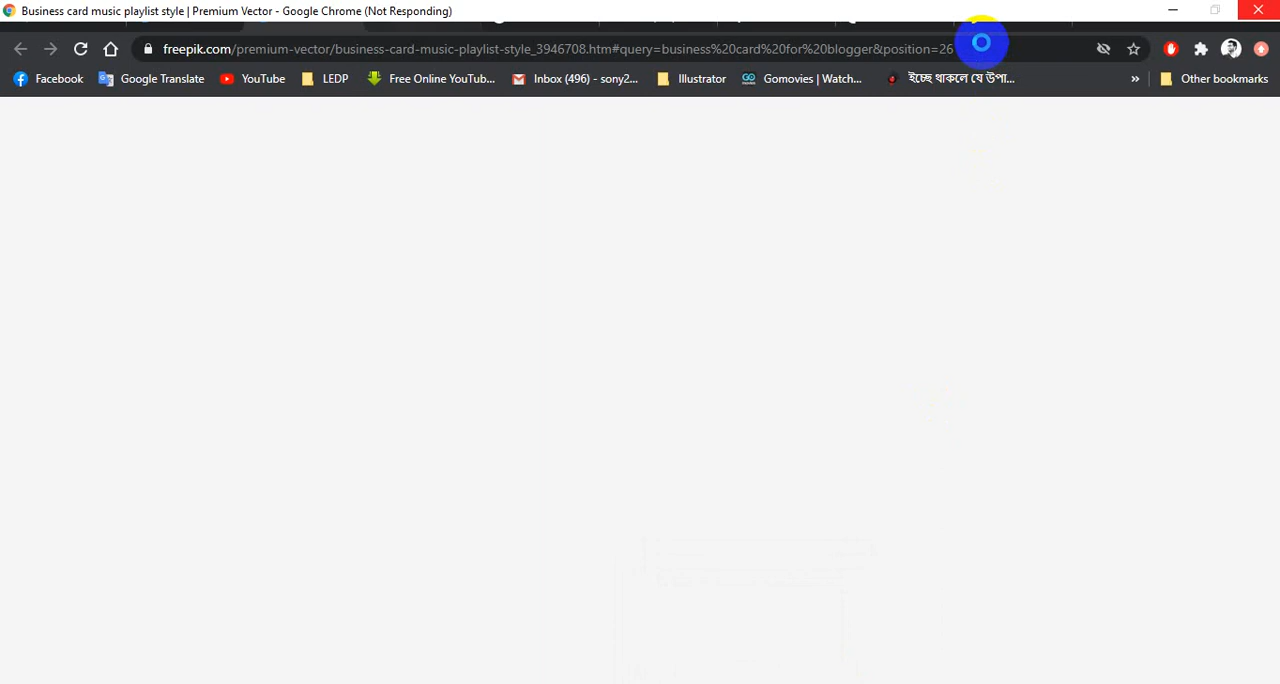 Business card music playlist style | Premium Vector - Google Chrome (Not Responding)
freepik.com/premium-vector/business-card-music-playlist-style_3946708.htm#query=business%20card%20for%20blogger&position=26
Facebook Google Translate YouTube LEDP Free Online YouTub... Inbox (496) - sony2... Illustrator Gomovies | Watch... ইচ্ছে থাকলে যে উপা... » Other bookmarks